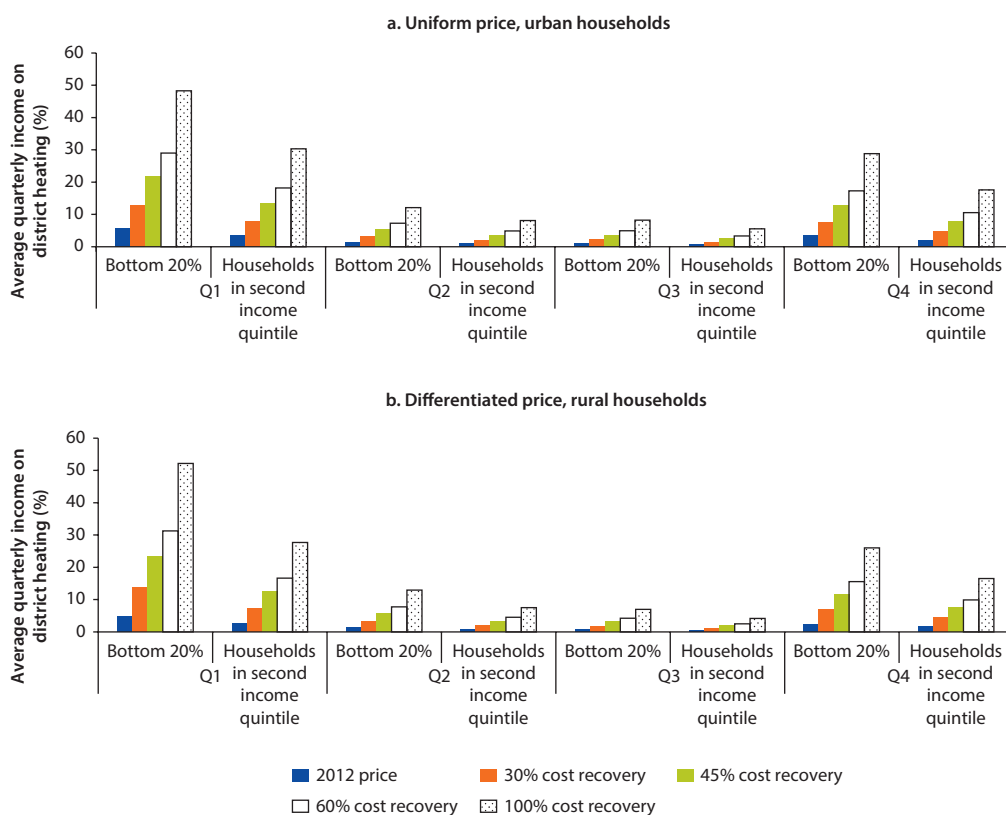 a. Uniform price, urban households
Average quarterly income on
district heating (%)
60
50
40
30
20
10
0
Bottom 20% Households Bottom 20% Households Bottom 20% Households Bottom 20% Households
Q1 in second Q2 in second Q3 in second Q4 in second
income income income income
quintile quintile quintile quintile
b. Differentiated price, rural households
Average quarterly income on
district heating (%)
60
50
40
30
20
10
0
Bottom 20% Households Bottom 20% Households Bottom 20% Households Bottom 20% Households
Q1 in second Q2 in second Q3 in second Q4 in second
income income income income
quintile quintile quintile quintile
2012 price 30% cost recovery 45% cost recovery
60% cost recovery 100% cost recovery